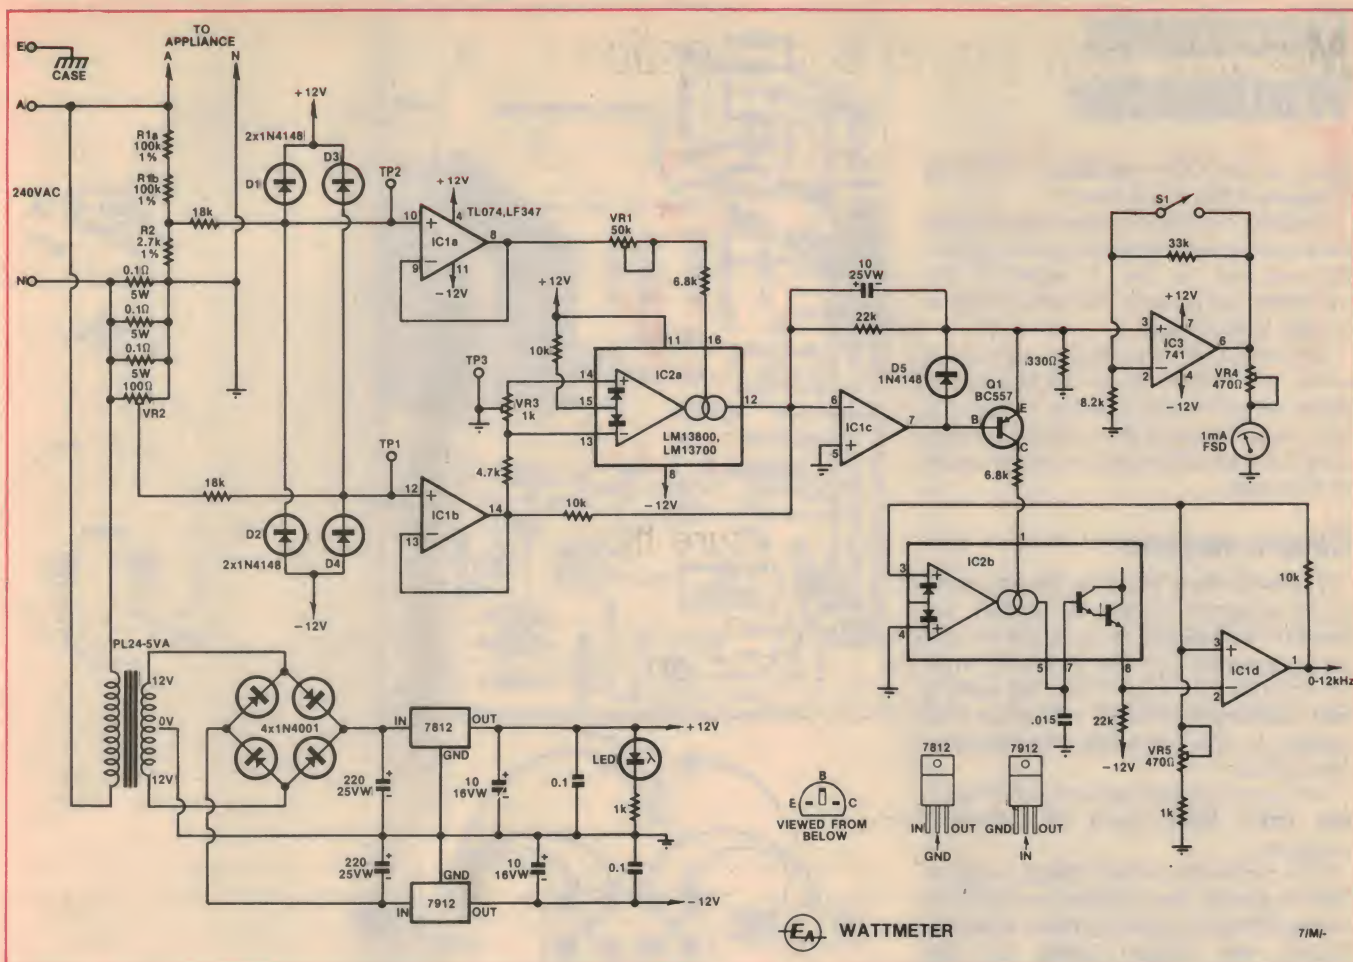 TO
APPLIANCE
E
CASE
A
N
A
+12V
R1a
100k
1%
2x1N4148
D3
D1
TP2
R1b
100k
1%
240VAC
18k
R2
2.7k
1%
N
0.1Ω
5W
0.1Ω
5W
0.1Ω
5W
100Ω
VR2
18k
D2
2x1N4148
D4
-12V
TP1
+12V
TL074,LF347
10
4
8
IC1a
9
11
-12V
VR1
50k
6.8k
+12V
10k
11
16
IC2a
TP3
14
VR3
1k
15
13
12
LM13800,
LM13700
8
-12V
4.7k
12
IC1b
14
13
10k
10
25VW
22k
D5
1N4148
6
IC1c
7
5
Q1
BC557
B
E
C
330Ω
6.8k
S1
33k
+12V
3
7
IC3
741
6
2
4
-12V
8.2k
VR4
470Ω
1mA
FSD
1
IC2b
3
4
5
7
8
.015
22k
-12V
10k
3
IC1d
1
2
0-12kHz
VR5
470Ω
1k
PL24-5VA
12V
0V
12V
4x1N4001
IN
7812
OUT
GND
+12V
220
25VW
10
16VW
0.1
LED
λ
1k
220
25VW
10
16VW
0.1
GND
IN
7912
OUT
-12V
B
E
C
VIEWED FROM
BELOW
7812
IN
OUT
GND
7912
GND
OUT
IN
EA WATTMETER
7/M/-